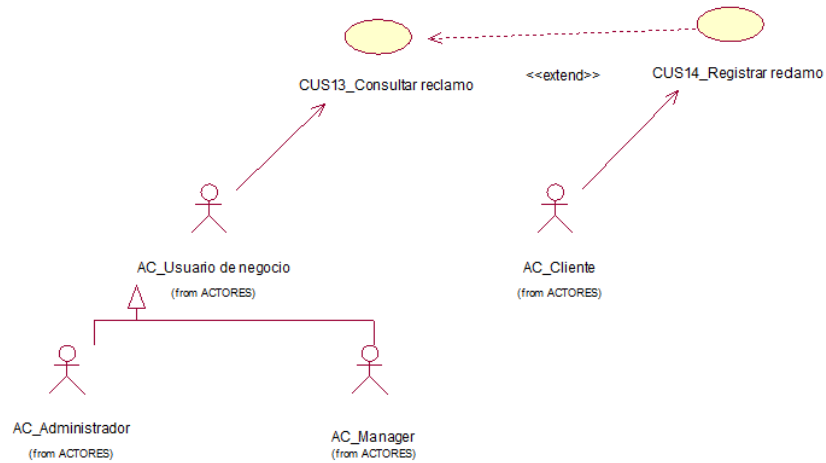 CUS13_Consultar reclamo
<<extend>>
CUS14_Registrar reclamo
AC_Usuario de negocio
(from ACTORES)
AC_Cliente
(from ACTORES)
AC_Administrador
(from ACTORES)
AC_Manager
(from ACTORES)